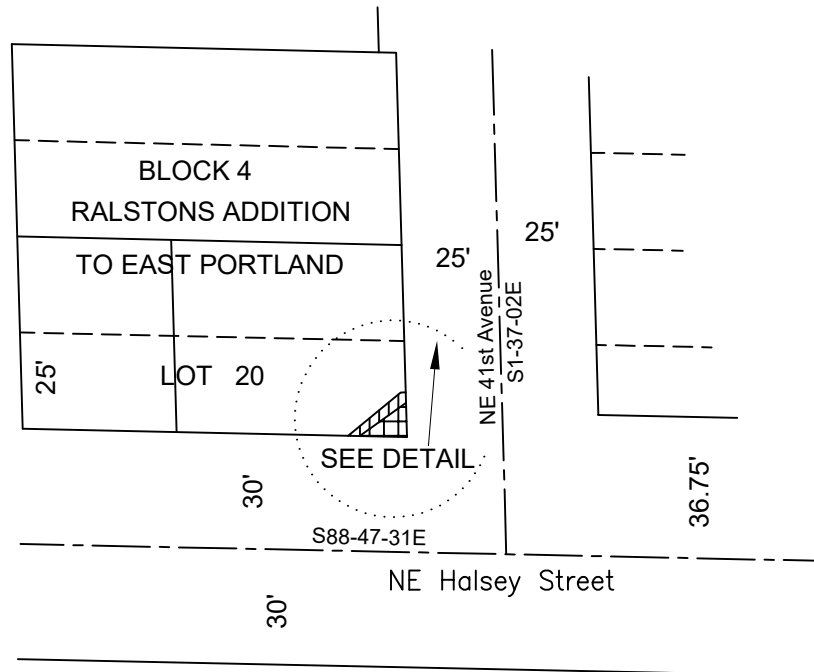 BLOCK 4
RALSTONS ADDITION
TO EAST PORTLAND
25'
25'
NE 41st Avenue
S1-37-02E
25'
LOT 20
SEE DETAIL
30'
36.75'
S88-47-31E
NE Halsey Street
30'